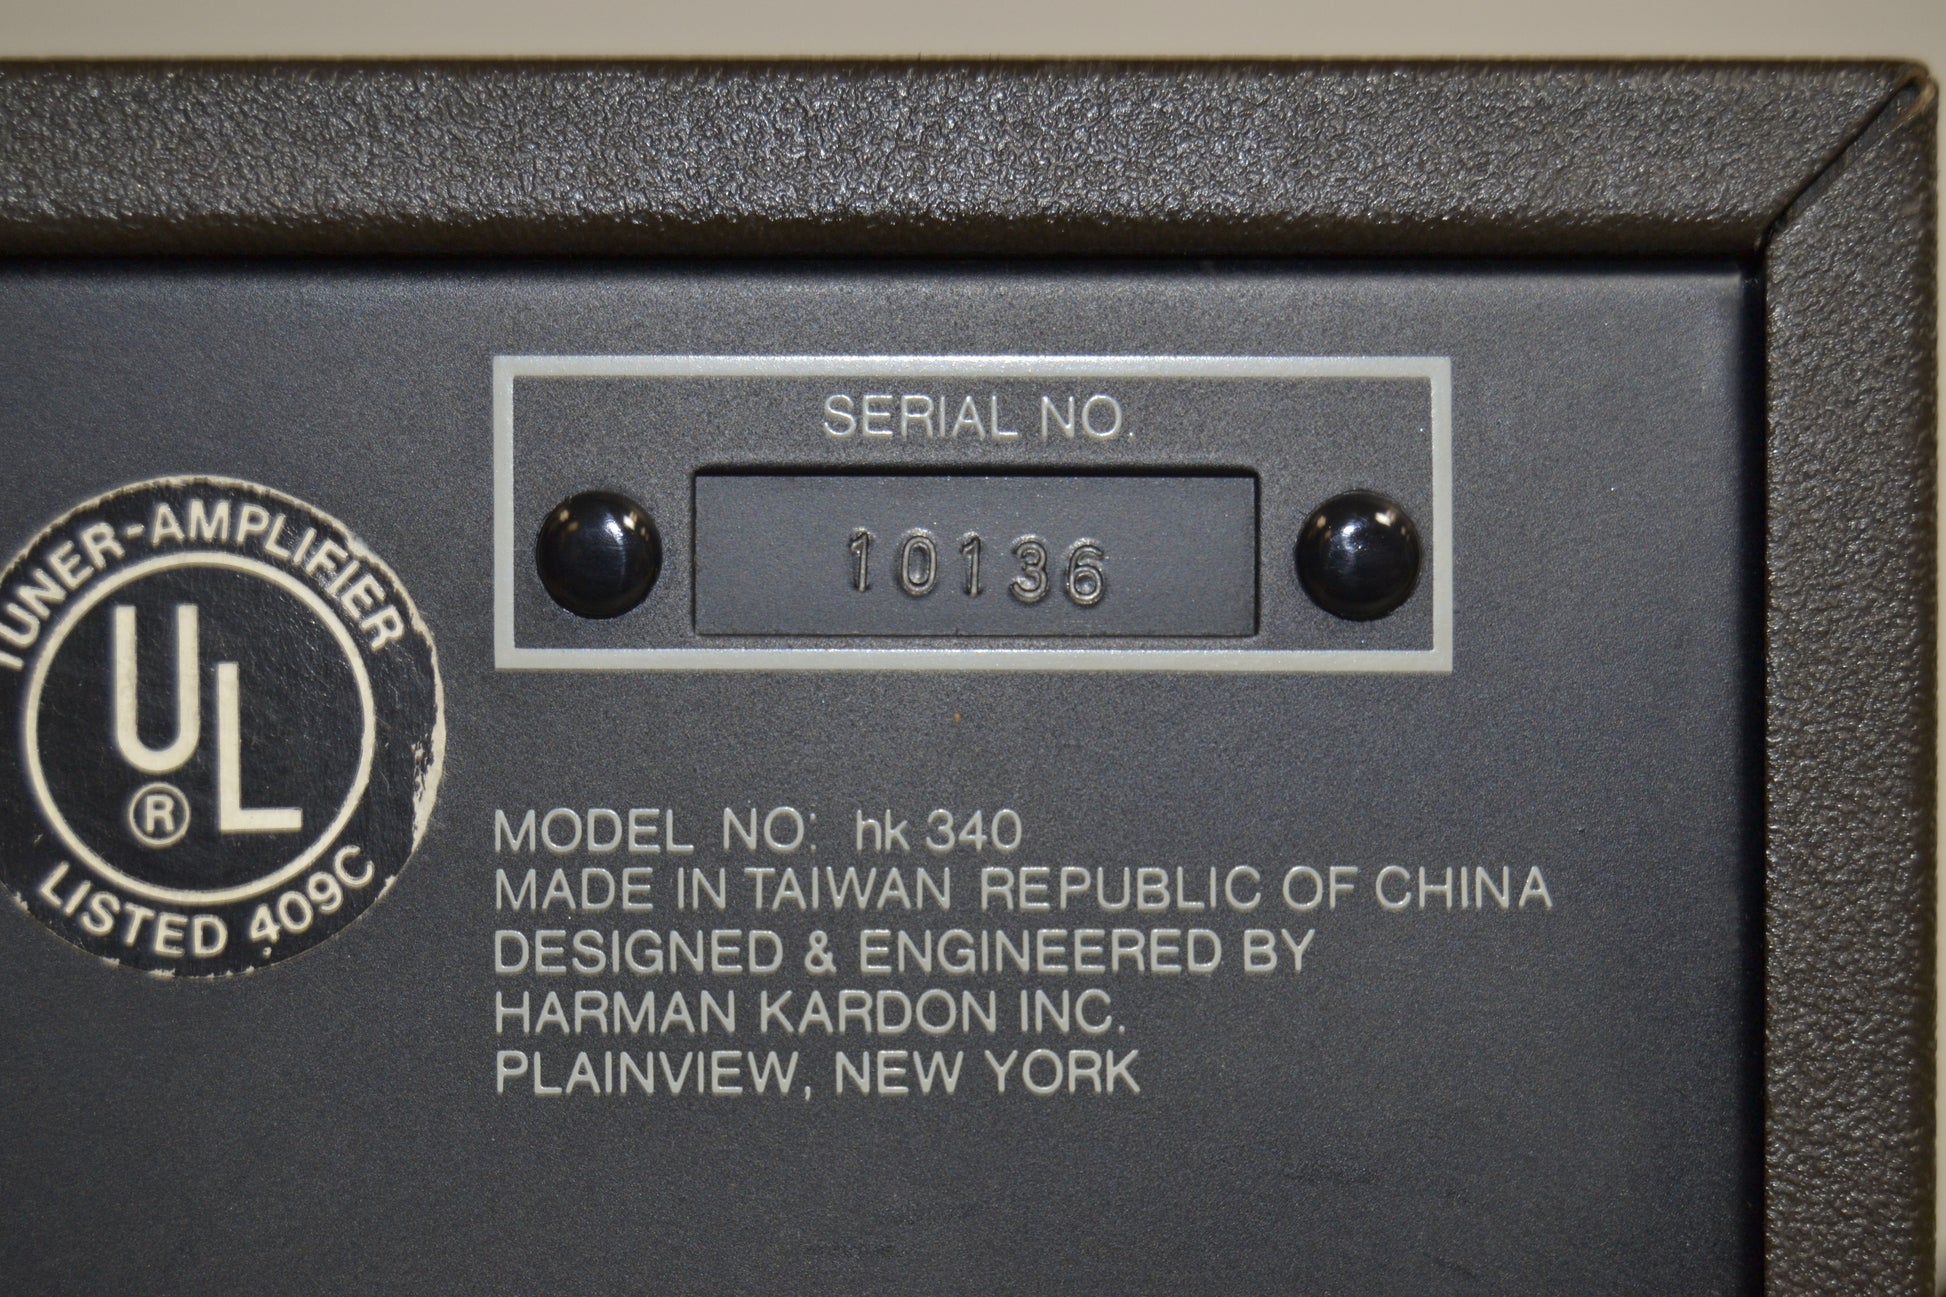 SERIAL NO.
10136
TUNER-AMPLIFIER
UL
®
LISTED 409C
MODEL NO: hk 340
MADE IN TAIWAN REPUBLIC OF CHINA
DESIGNED & ENGINEERED BY
HARMAN KARDON INC.
PLAINVIEW, NEW YORK